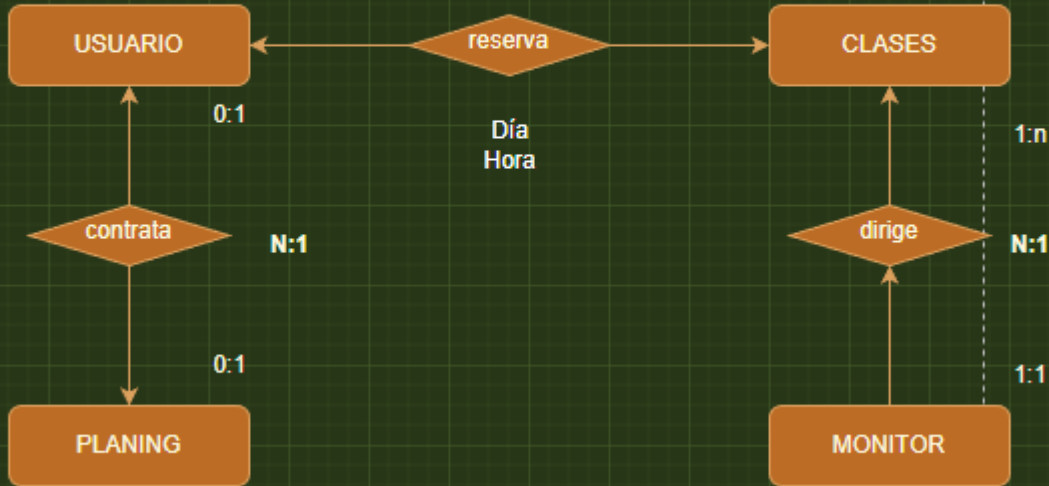 USUARIO
reserva
CLASES
0:1
Día
Hora
1:n
contrata
N:1
dirige
N:1
0:1
1:1
PLANING
MONITOR